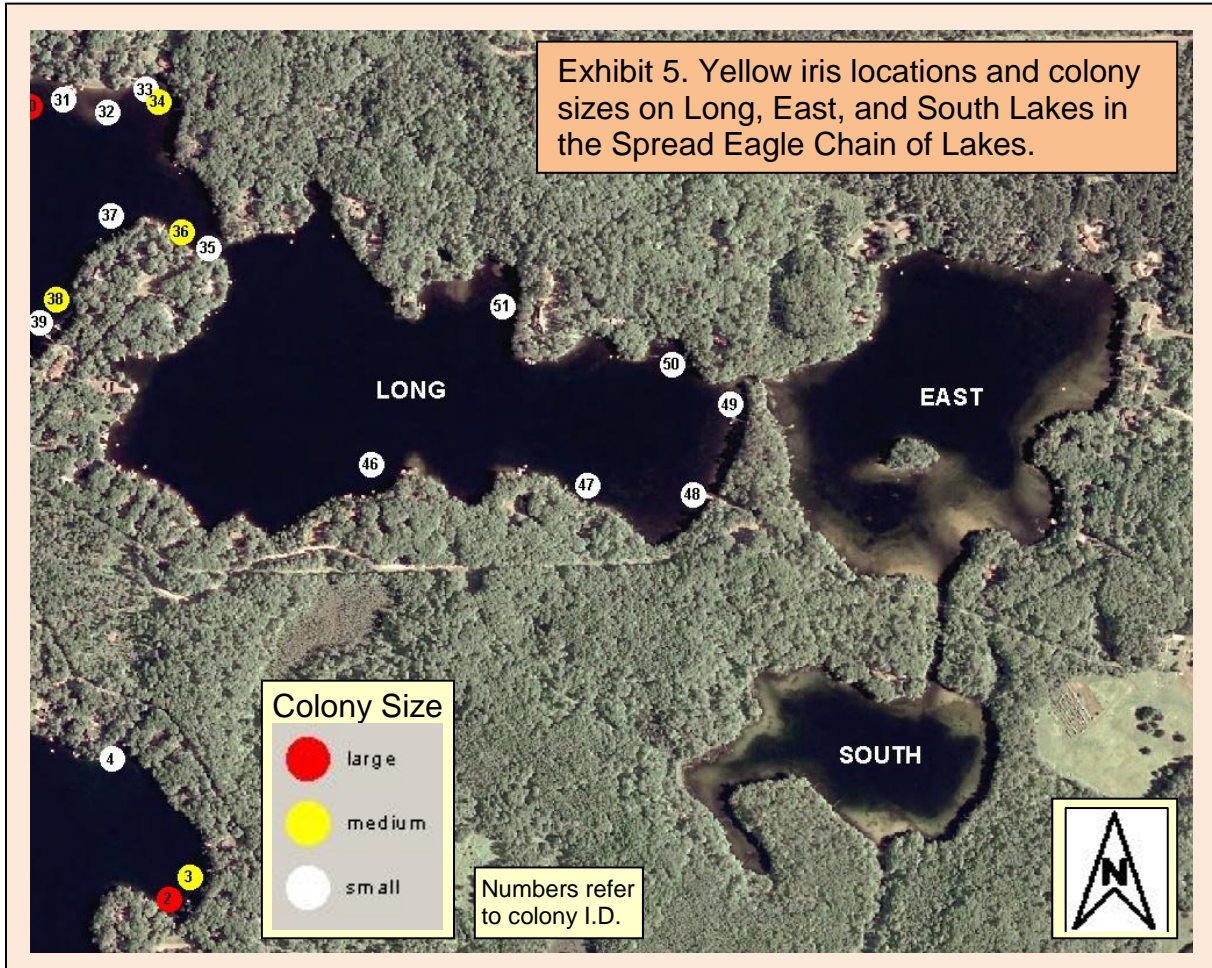 Exhibit 5. Yellow iris locations and colony
sizes on Long, East, and South Lakes in
the Spread Eagle Chain of Lakes.
31
32
33
34
37
36
35
38
39
51
50
49
LONG
EAST
46
47
48
4
3
2
SOUTH
Colony Size
large
medium
small
Numbers refer
to colony I.D.
N